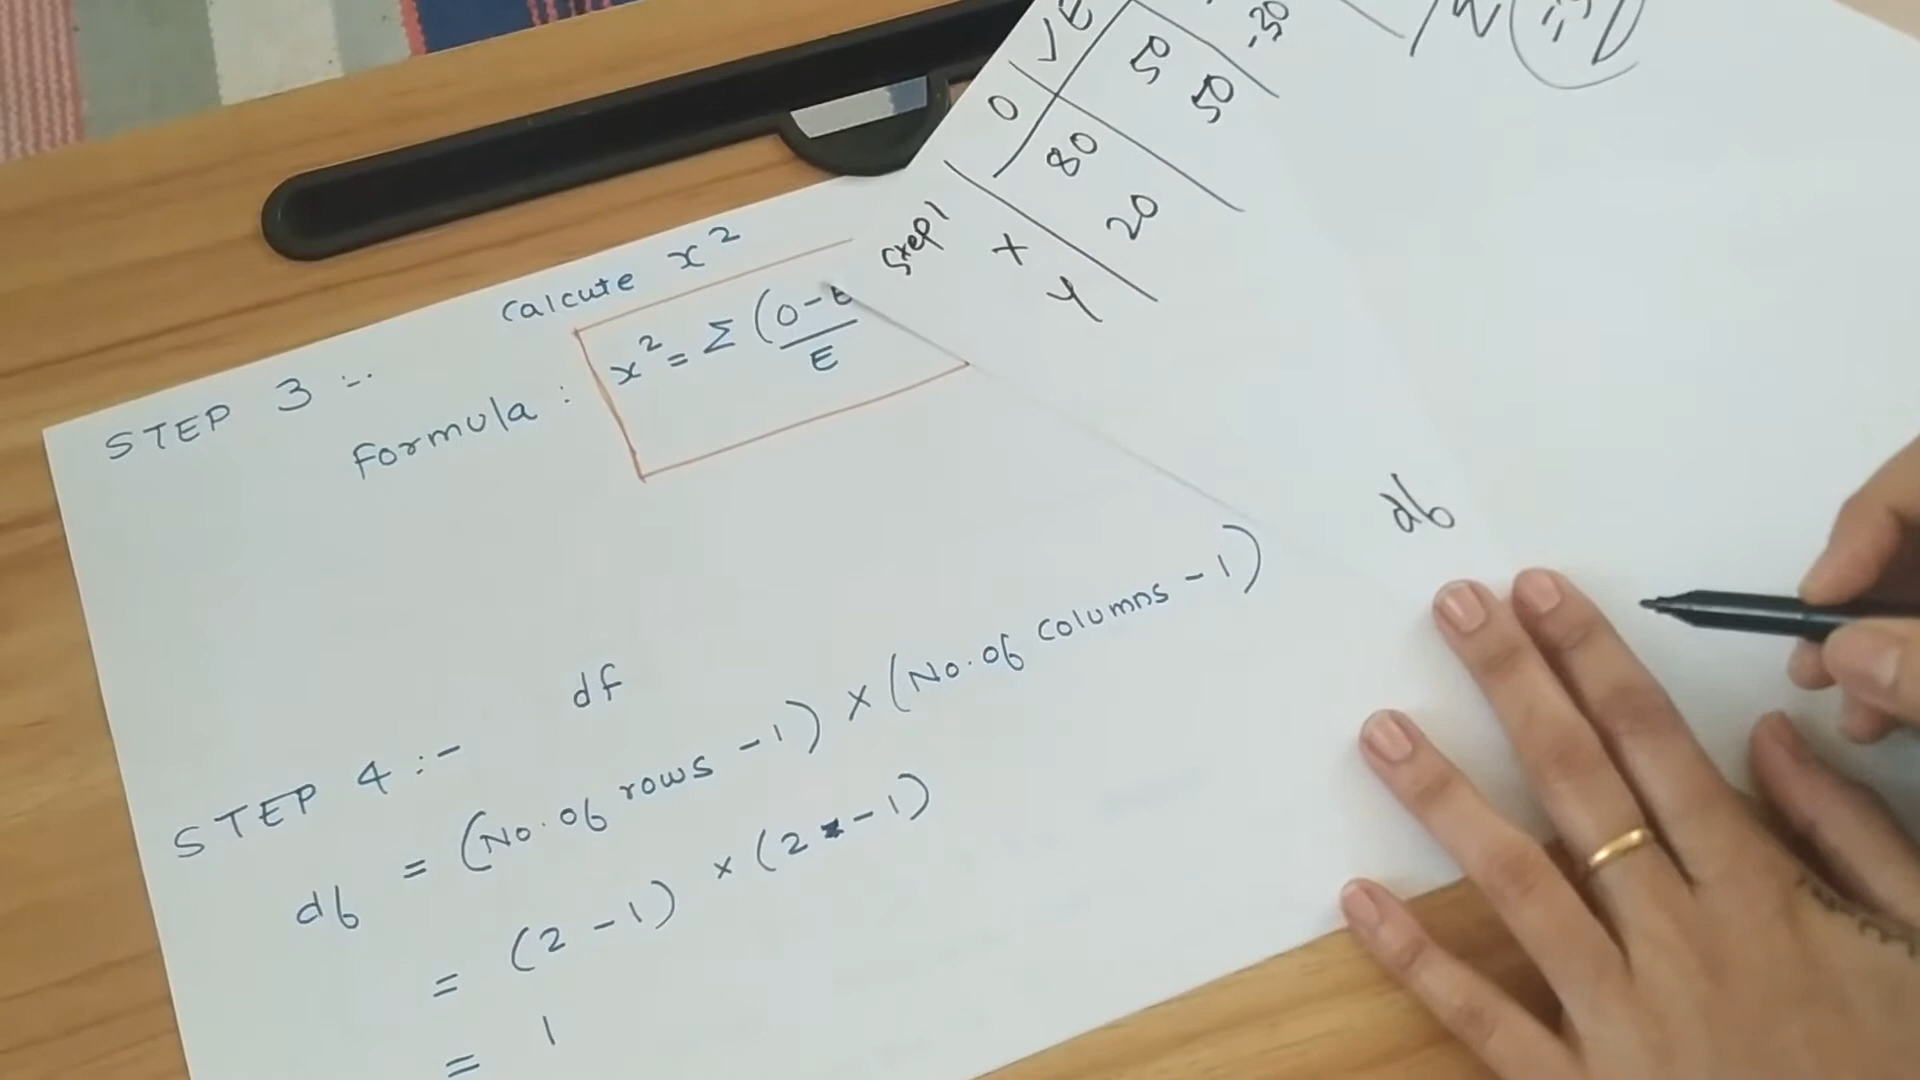 STEP 3 :-. Calcute x²
Formula : x² = Σ (O-E
E
STEP 4 :- df
df = (No.of rows - 1) x (No.of columns - 1)
= (2 - 1) x (2 - 1)
= 1
O VE
X 80 50
Y 20 50 -30
Step 1
df